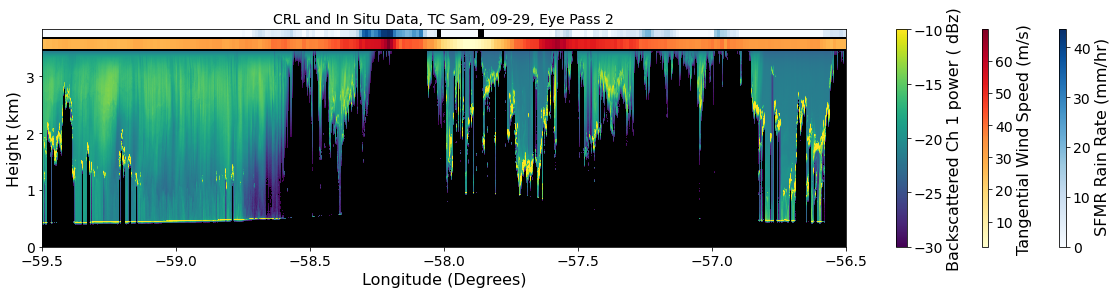 CRL and In Situ Data, TC Sam, 09-29, Eye Pass 2
Height (km)
3
2
1
0
−59.5 −59.0 −58.5 −58.0 −57.5 −57.0 −56.5
Longitude (Degrees)
−10
−15
−20
−25
−30
Backscattered Ch 1 power ( dBz)
60
50
40
30
20
10
Tangential Wind Speed (m/s)
40
30
20
10
0
SFMR Rain Rate (mm/hr)